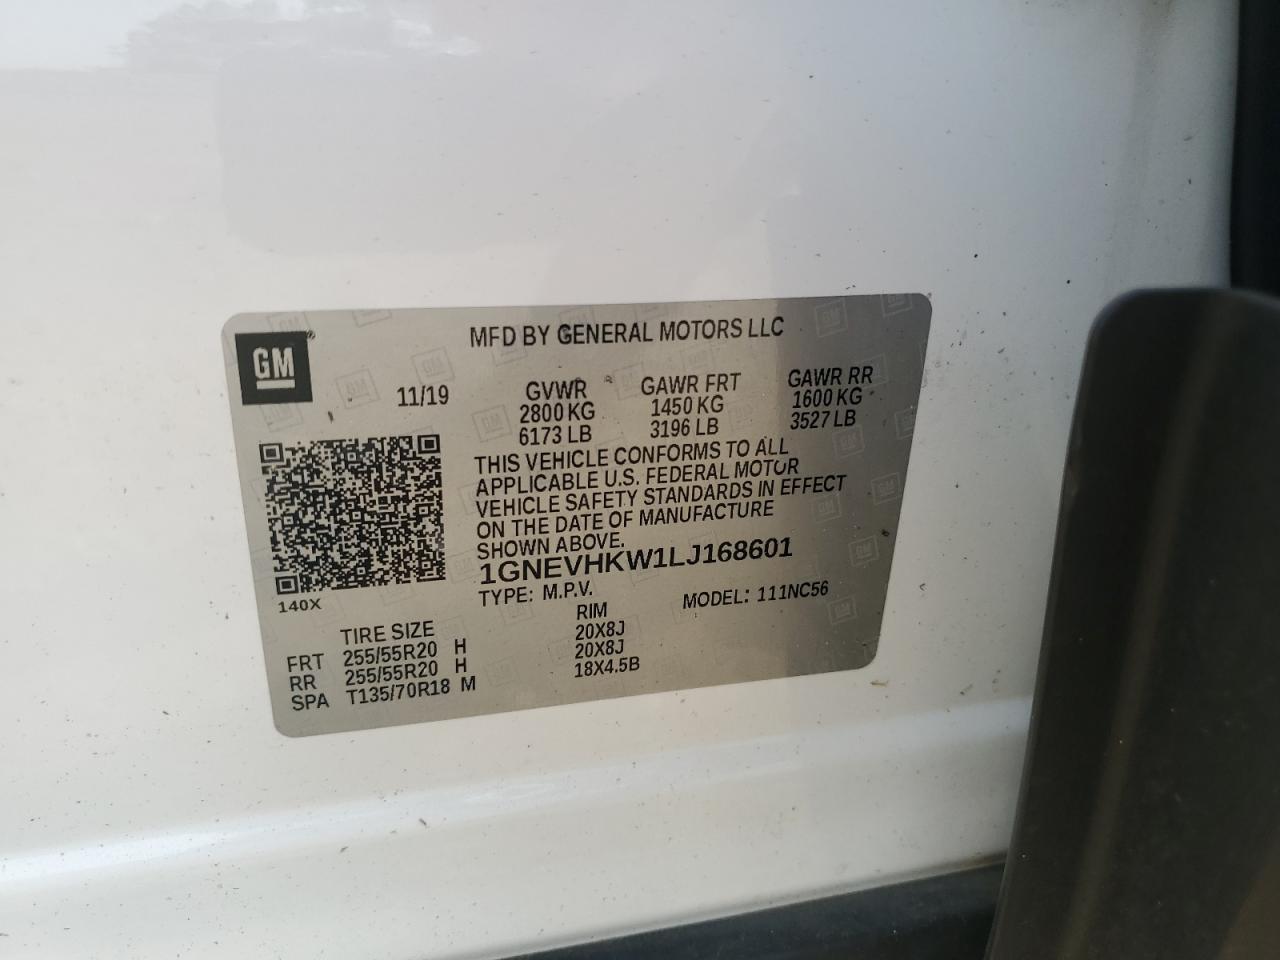 GM
MFD BY GENERAL MOTORS LLC
11/19
GVWR GAWR FRT GAWR RR
2800 KG 1450 KG 1600 KG
6173 LB 3196 LB 3527 LB
THIS VEHICLE CONFORMS TO ALL
APPLICABLE U.S. FEDERAL MOTOR
VEHICLE SAFETY STANDARDS IN EFFECT
ON THE DATE OF MANUFACTURE
SHOWN ABOVE.
1GNEVHKW1LJ168601
TYPE: M.P.V. MODEL: 111NC56
140X
TIRE SIZE RIM
FRT 255/55R20 H 20X8J
RR 255/55R20 H 20X8J
SPA T135/70R18 M 18X4.5B